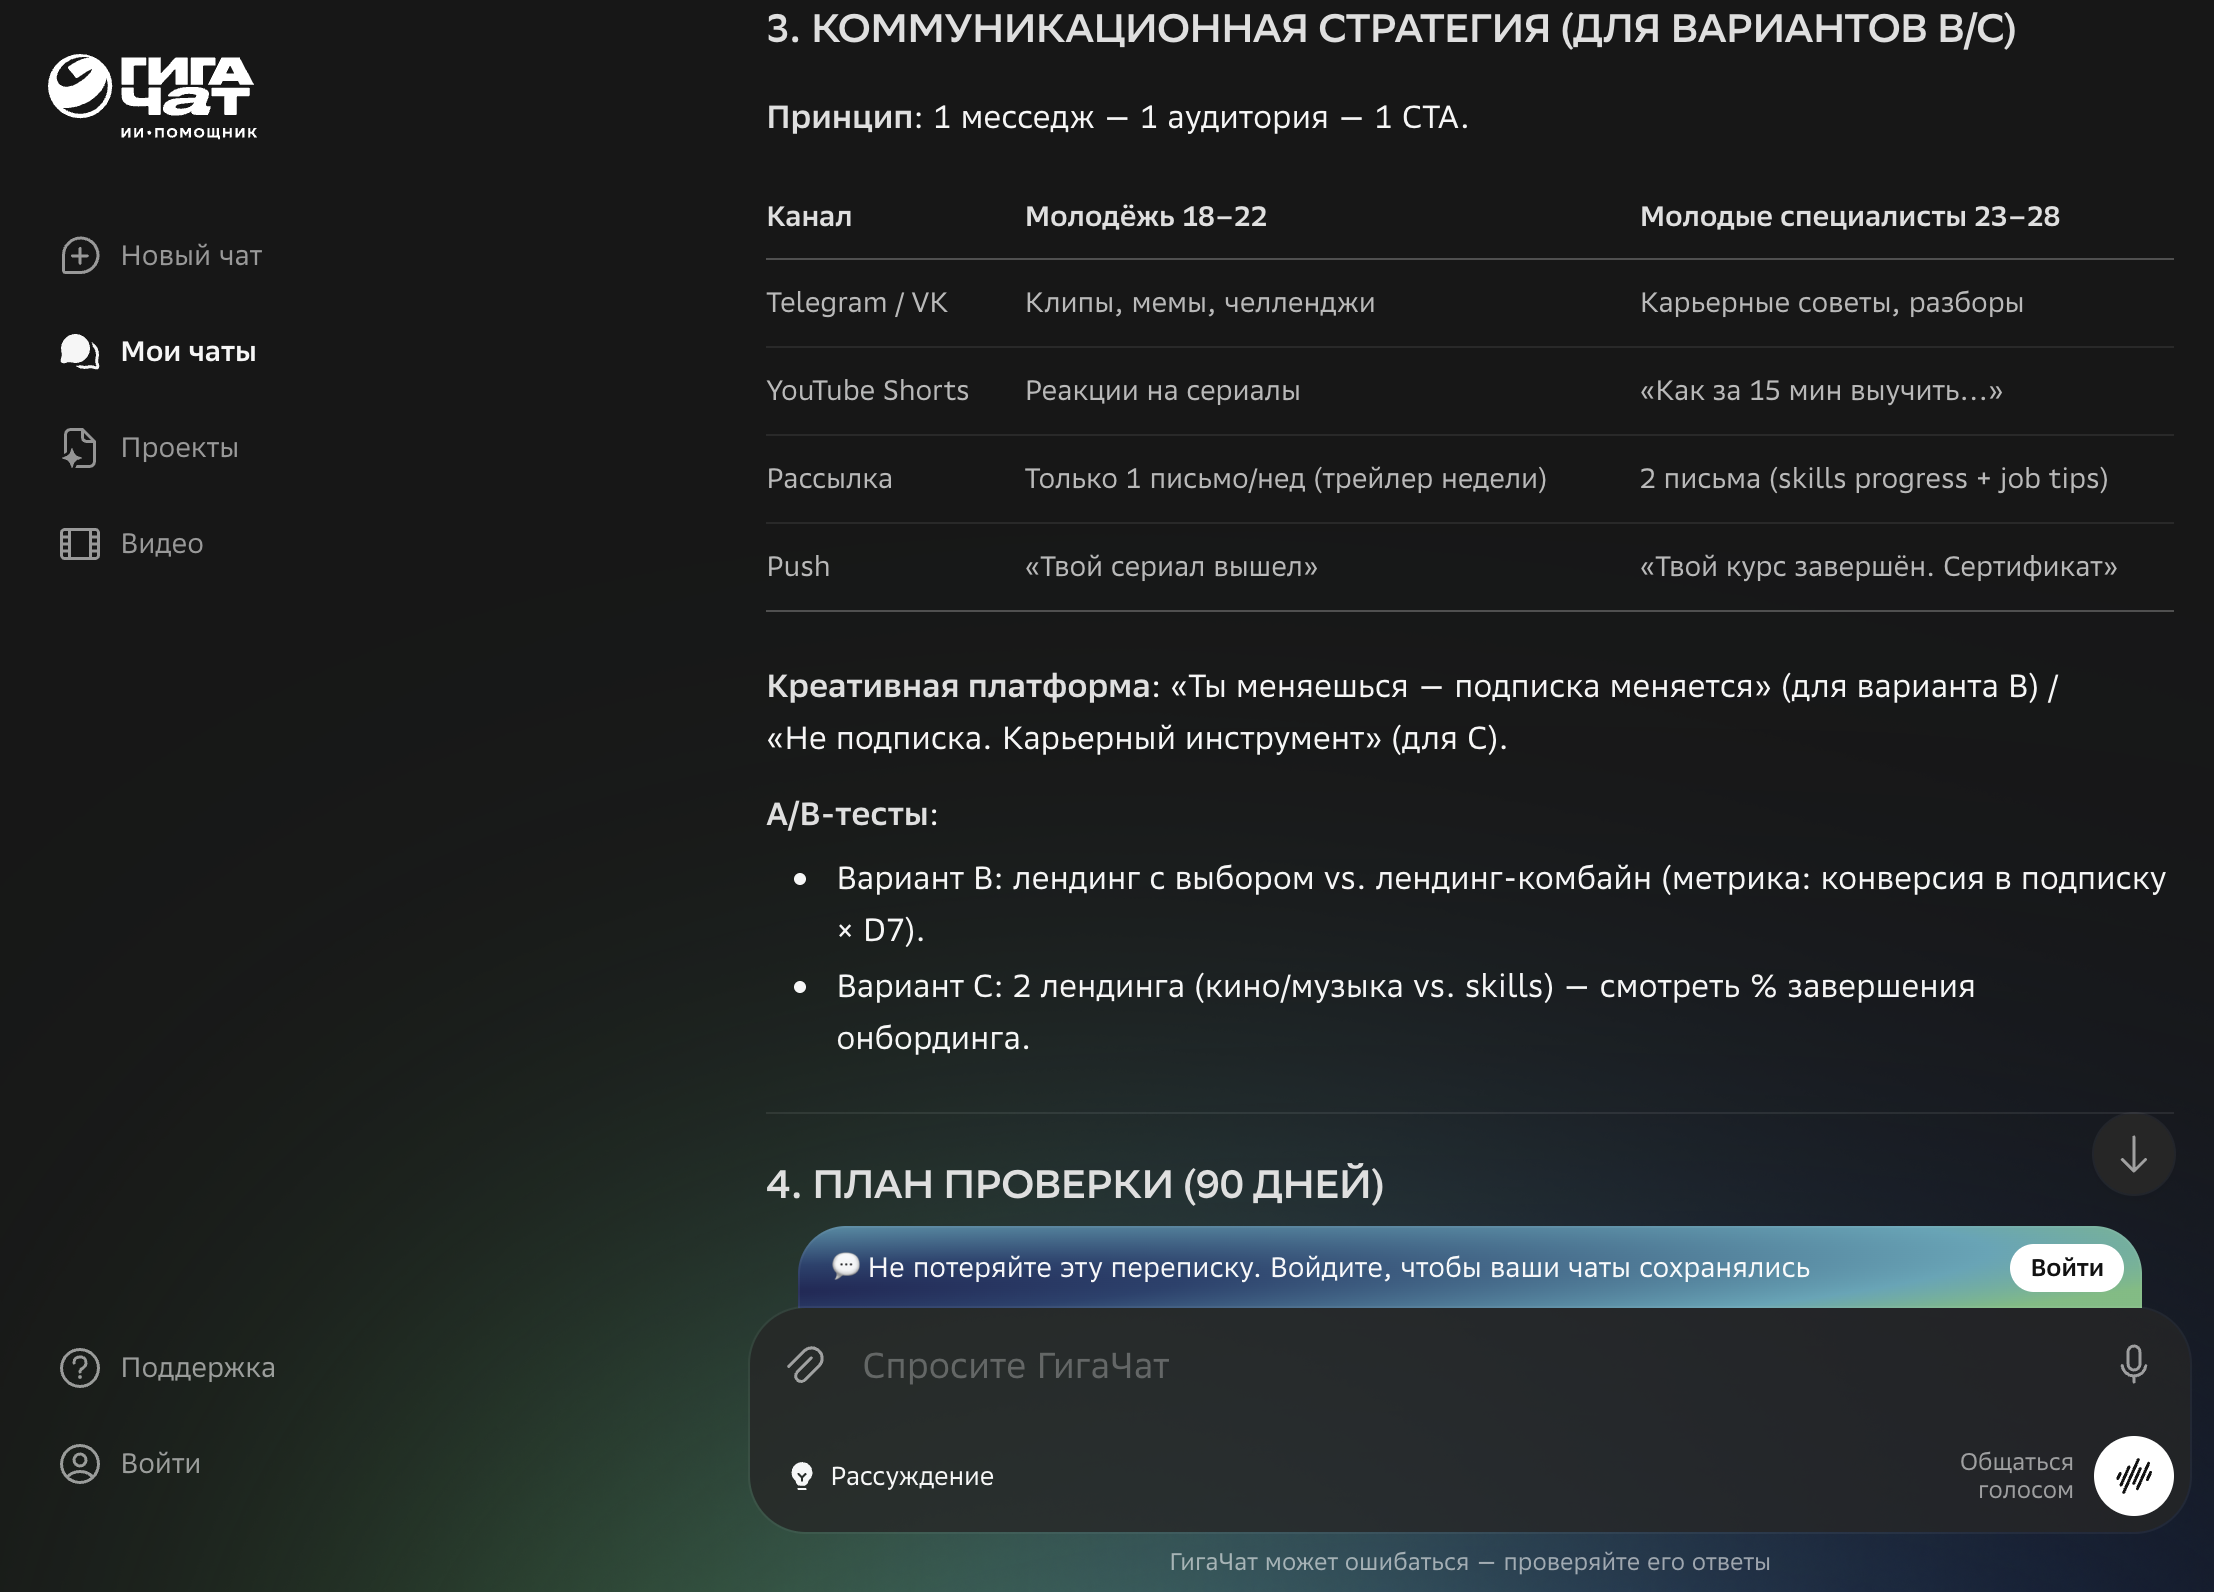 ГИГА
Чат
ИИ•ПОМОЩНИК
Новый чат
Мои чаты
Проекты
Видео
Поддержка
Войти
3. КОММУНИКАЦИОННАЯ СТРАТЕГИЯ (ДЛЯ ВАРИАНТОВ B/C)
Принцип: 1 месседж — 1 аудитория — 1 CTA.
Канал Молодёжь 18–22 Молодые специалисты 23–28
Telegram / VK Клипы, мемы, челленджи Карьерные советы, разборы
YouTube Shorts Реакции на сериалы «Как за 15 мин выучить...»
Рассылка Только 1 письмо/нед (трейлер недели) 2 письма (skills progress + job tips)
Push «Твой сериал вышел» «Твой курс завершён. Сертификат»
Креативная платформа: «Ты меняешься — подписка меняется» (для варианта B) /
«Не подписка. Карьерный инструмент» (для C).
A/B-тесты:
• Вариант B: лендинг с выбором vs. лендинг-комбайн (метрика: конверсия в подписку
× D7).
• Вариант C: 2 лендинга (кино/музыка vs. skills) — смотреть % завершения
онбординга.
4. ПЛАН ПРОВЕРКИ (90 ДНЕЙ)
Не потеряйте эту переписку. Войдите, чтобы ваши чаты сохранялись
Войти
Спросите ГигаЧат
Рассуждение
Общаться
голосом
ГигаЧат может ошибаться — проверяйте его ответы